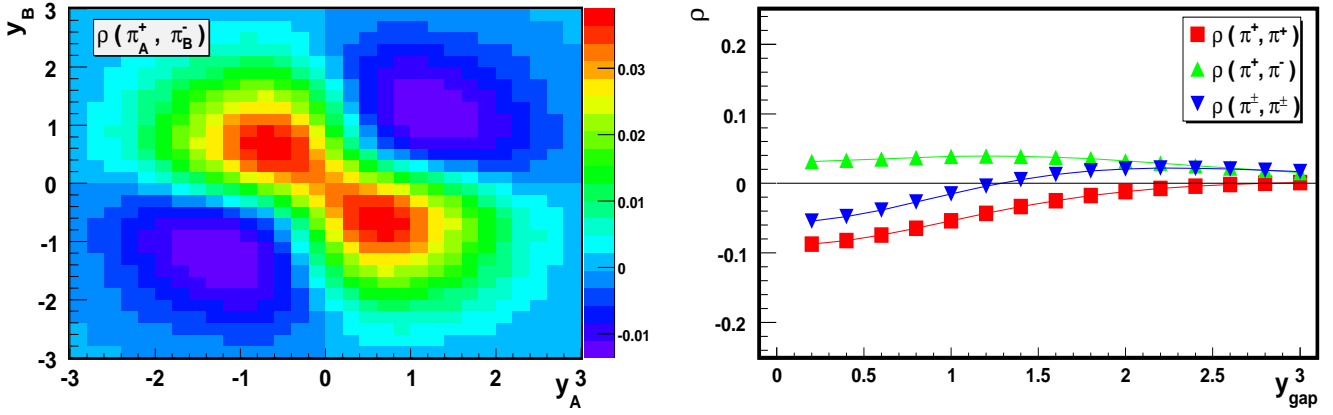 y_B
3
2
1
0
-1
-2
-3
ρ ( π_A^+ , π_B^- )
-3 -2 -1 0 1 2 3
y_A
0.03
0.02
0.01
0
-0.01
ρ
0.2
0.1
0
-0.1
-0.2
ρ ( π^+, π^+)
ρ ( π^+, π^-)
ρ ( π^±, π^±)
0 0.5 1 1.5 2 2.5 3
y_gap